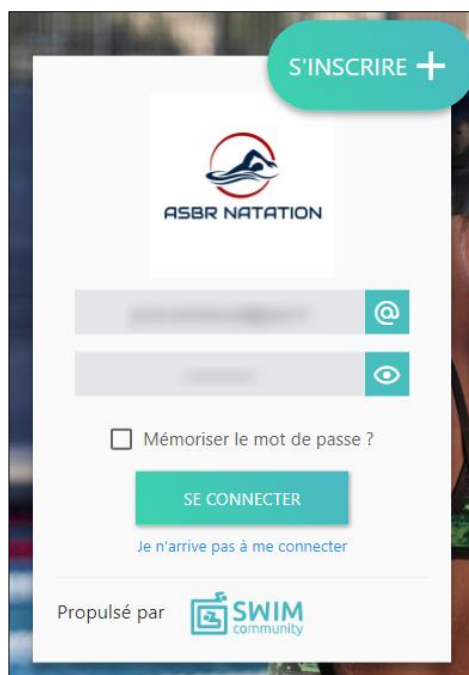 S'INSCRIRE +
ASBR NATATION
@
Mémoriser le mot de passe ?
SE CONNECTER
Je n'arrive pas à me connecter
Propulsé par
SWIM
community